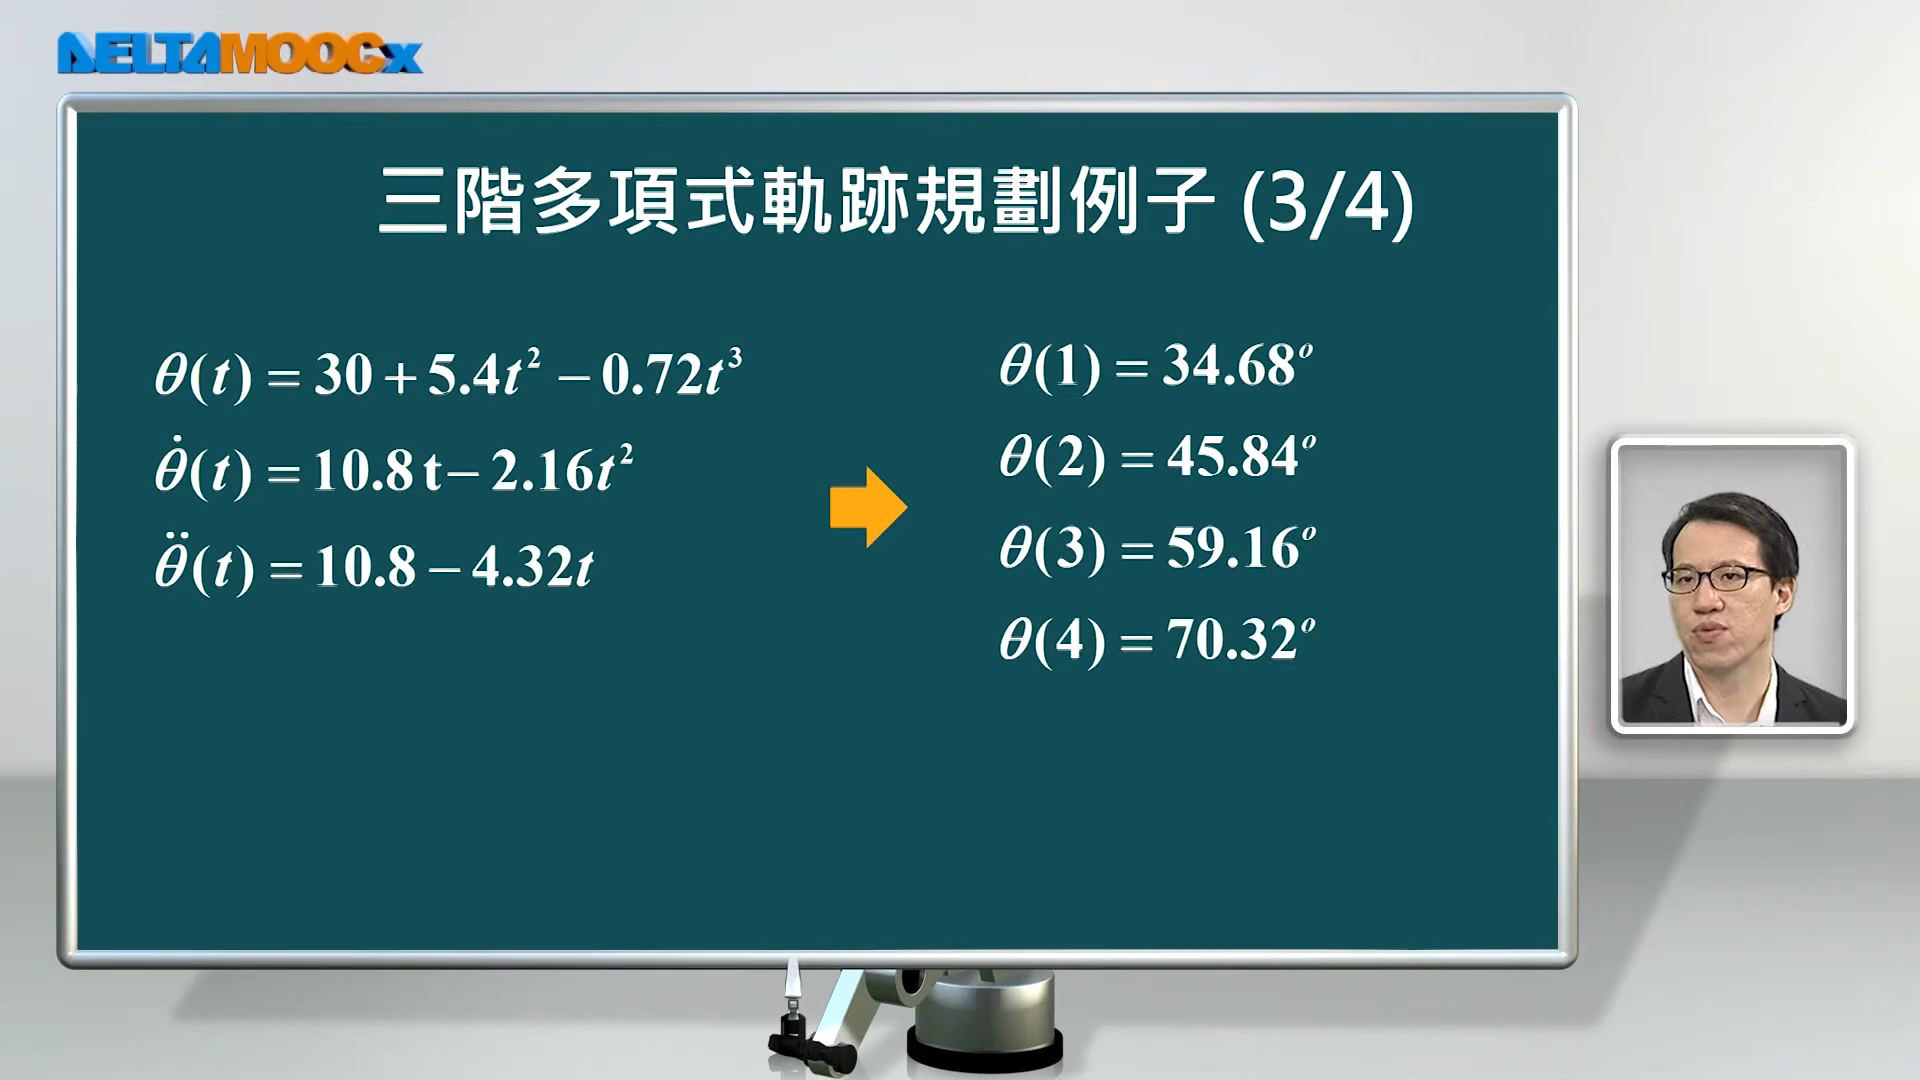 DELTAMOOCx
三階多項式軌跡規劃例子 (3/4)
θ(t) = 30 + 5.4t² − 0.72t³
θ̇(t) = 10.8 t − 2.16t²
θ̈(t) = 10.8 − 4.32t
θ(1) = 34.68°
θ(2) = 45.84°
θ(3) = 59.16°
θ(4) = 70.32°